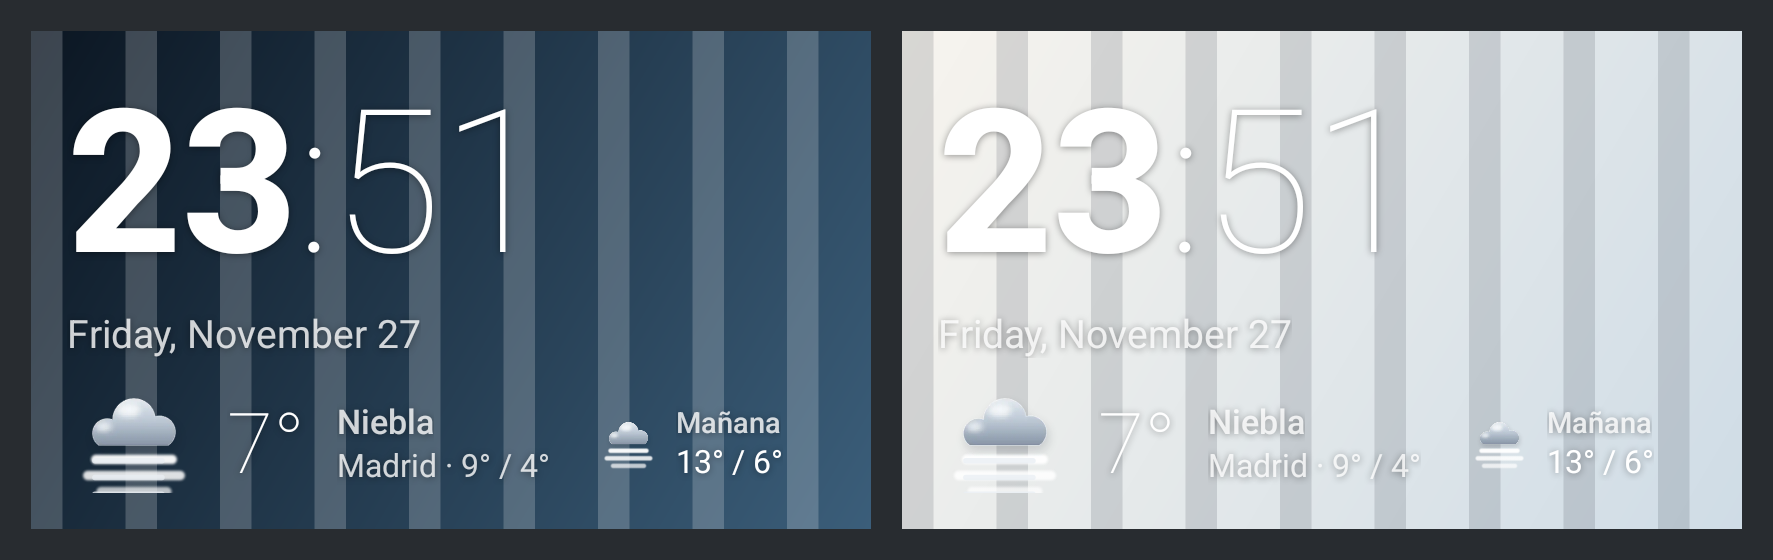 23:51
Friday, November 27
7° Niebla
Madrid · 9° / 4°
Mañana
13° / 6°
23:51
Friday, November 27
7° Niebla
Madrid · 9° / 4°
Mañana
13° / 6°